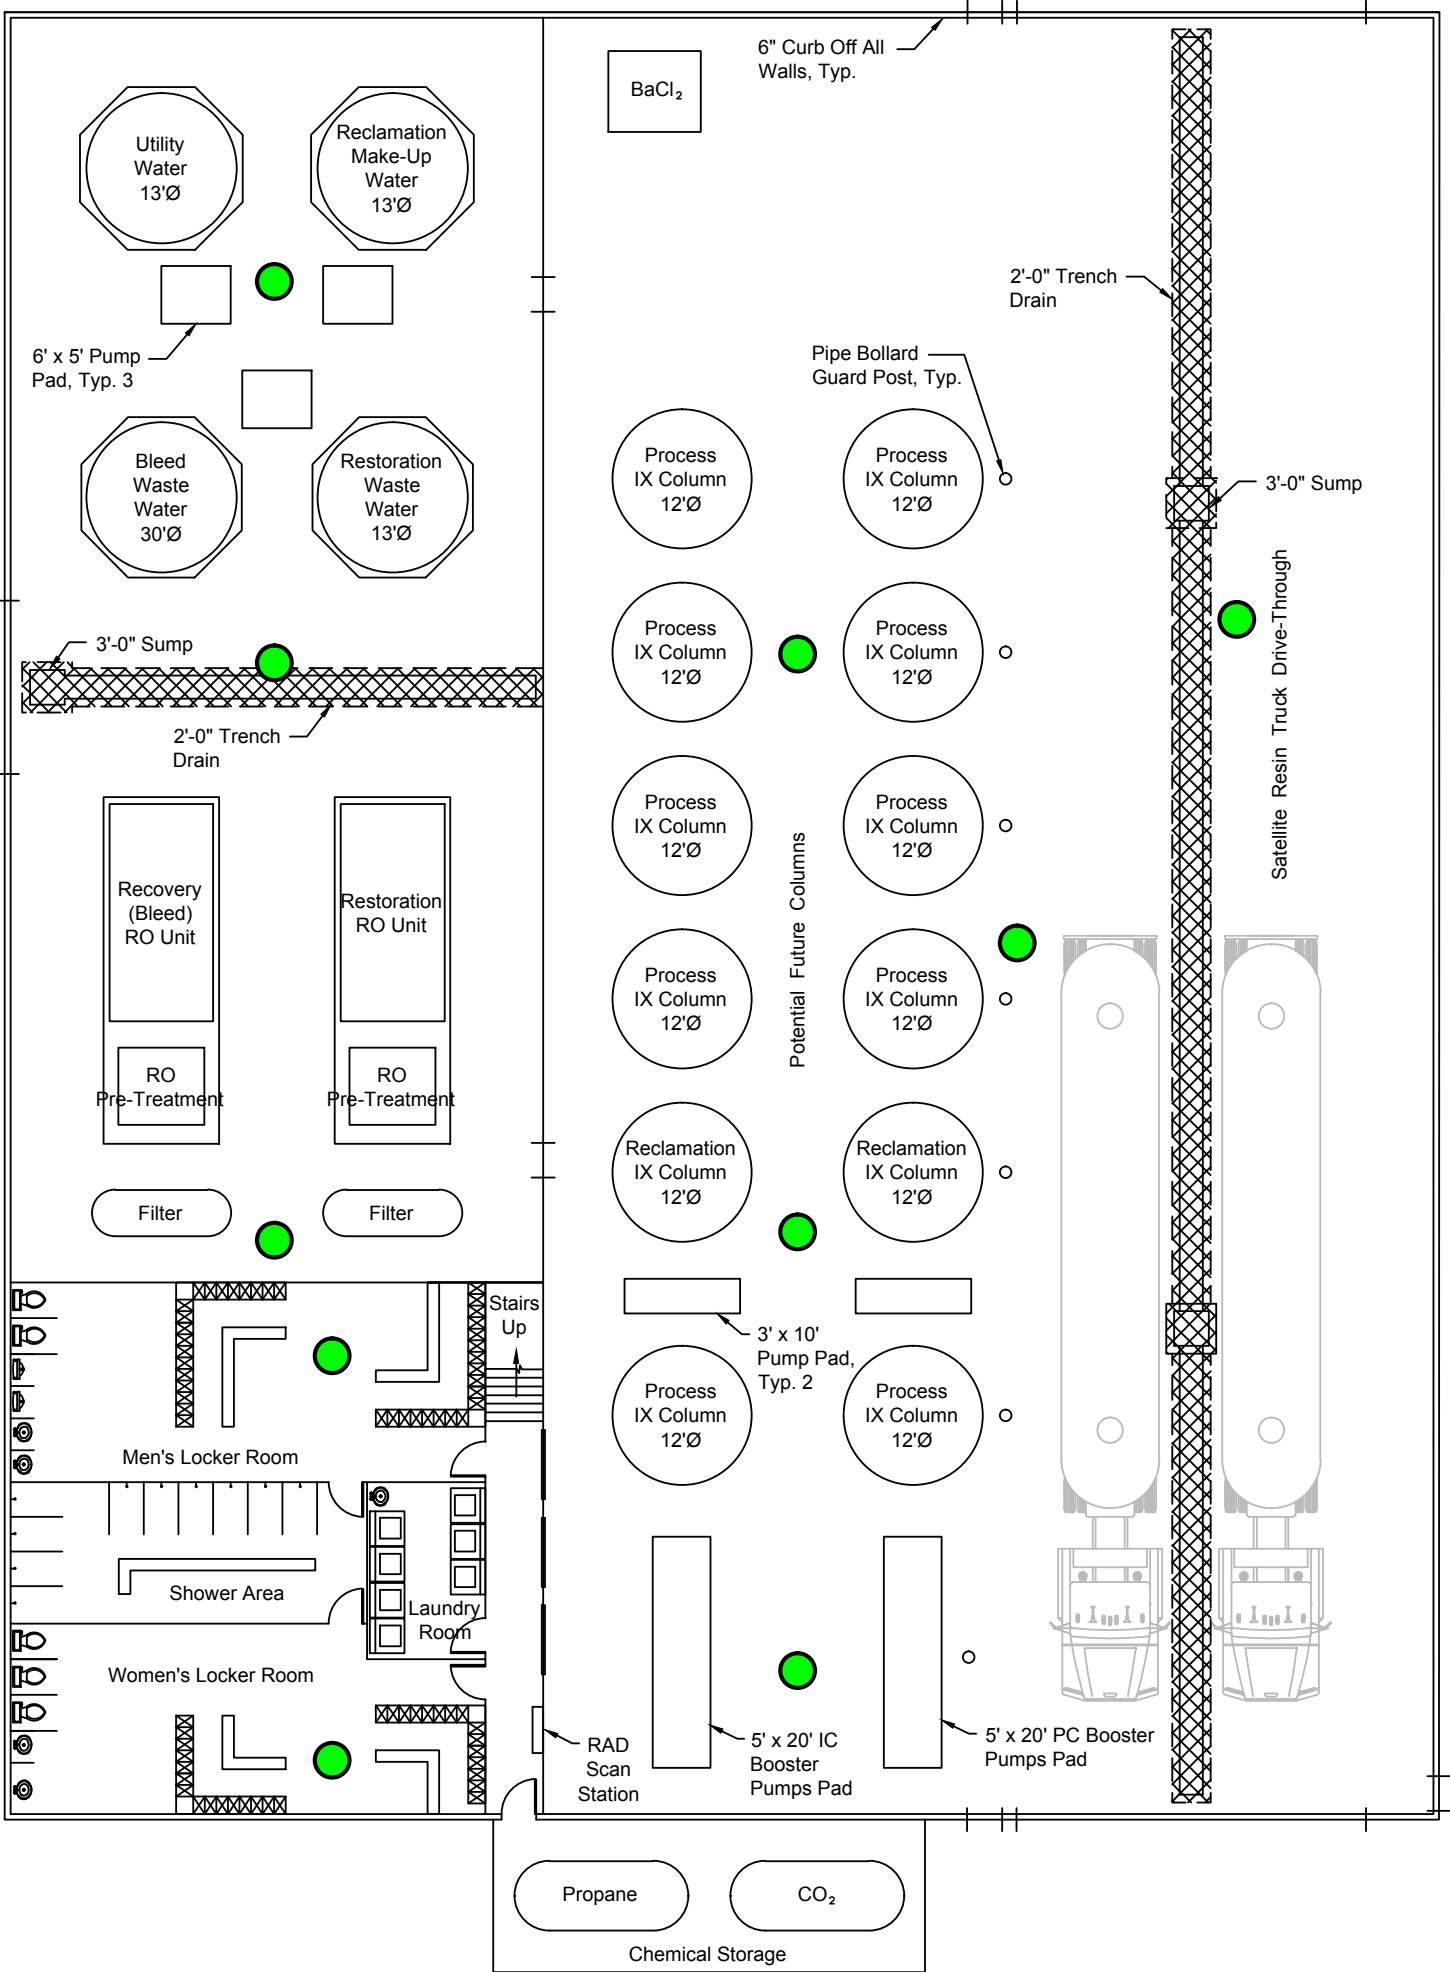 6" Curb Off All
Walls, Typ.
BaCl₂
Utility
Water
13'Ø
Reclamation
Make-Up
Water
13'Ø
2'-0" Trench
Drain
6' x 5' Pump
Pad, Typ. 3
Pipe Bollard
Guard Post, Typ.
Bleed
Waste
Water
30'Ø
Restoration
Waste
Water
13'Ø
Process
IX Column
12'Ø
Process
IX Column
12'Ø
3'-0" Sump
3'-0" Sump
Process
IX Column
12'Ø
Process
IX Column
12'Ø
Satellite Resin Truck Drive-Through
2'-0" Trench
Drain
Process
IX Column
12'Ø
Process
IX Column
12'Ø
Potential Future Columns
Recovery
(Bleed)
RO Unit
Restoration
RO Unit
Process
IX Column
12'Ø
Process
IX Column
12'Ø
RO
Pre-Treatment
RO
Pre-Treatment
Reclamation
IX Column
12'Ø
Reclamation
IX Column
12'Ø
Filter
Filter
Stairs
Up
3' x 10'
Pump Pad,
Typ. 2
Process
IX Column
12'Ø
Process
IX Column
12'Ø
Men's Locker Room
Shower Area
Laundry
Room
Women's Locker Room
RAD
Scan
Station
5' x 20' IC
Booster
Pumps Pad
5' x 20' PC Booster
Pumps Pad
Propane
CO₂
Chemical Storage